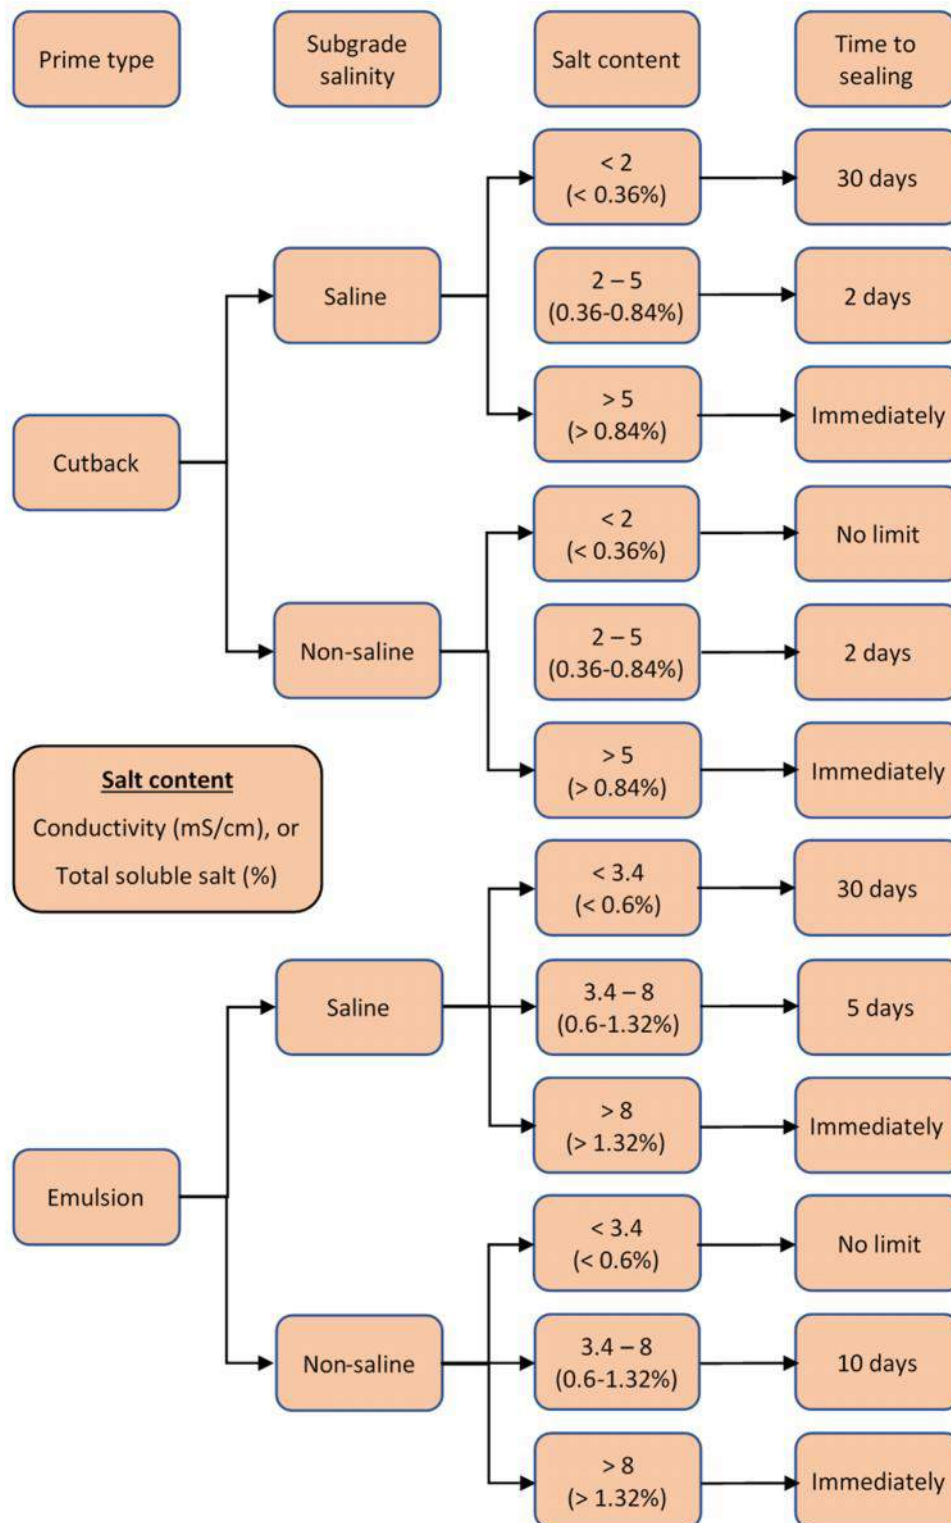 Prime type
Subgrade
salinity
Salt content
Time to
sealing
Cutback
Saline
< 2
(< 0.36%)
30 days
2 – 5
(0.36-0.84%)
2 days
> 5
(> 0.84%)
Immediately
Non-saline
< 2
(< 0.36%)
No limit
2 – 5
(0.36-0.84%)
2 days
> 5
(> 0.84%)
Immediately
Salt content
Conductivity (mS/cm), or
Total soluble salt (%)
Emulsion
Saline
< 3.4
(< 0.6%)
30 days
3.4 – 8
(0.6-1.32%)
5 days
> 8
(> 1.32%)
Immediately
Non-saline
< 3.4
(< 0.6%)
No limit
3.4 – 8
(0.6-1.32%)
10 days
> 8
(> 1.32%)
Immediately